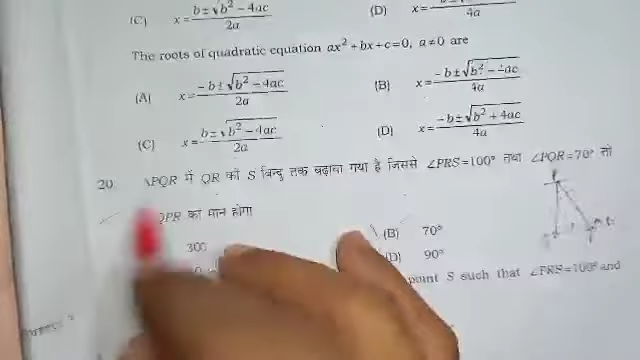 (C) x = b±√b²−4ac / 2a
(D) x = 4a
The roots of quadratic equation ax² + bx + c = 0, a ≠ 0 are
(A) x = −b±√b²−4ac / 2a
(B) x = −b±√b²−4ac / 4a
(C) x = b±√b²−4ac / 2a
(D) x = −b±√b²+4ac / 4a
20. ΔPQR में QR को S बिन्दु तक बढ़ाया गया है जिससे ∠PRS=100° तथा ∠PQR=70° तो
QPR का मान होगा
30°
(B) 70°
(D) 90°
point S such that ∠PRS=100° and